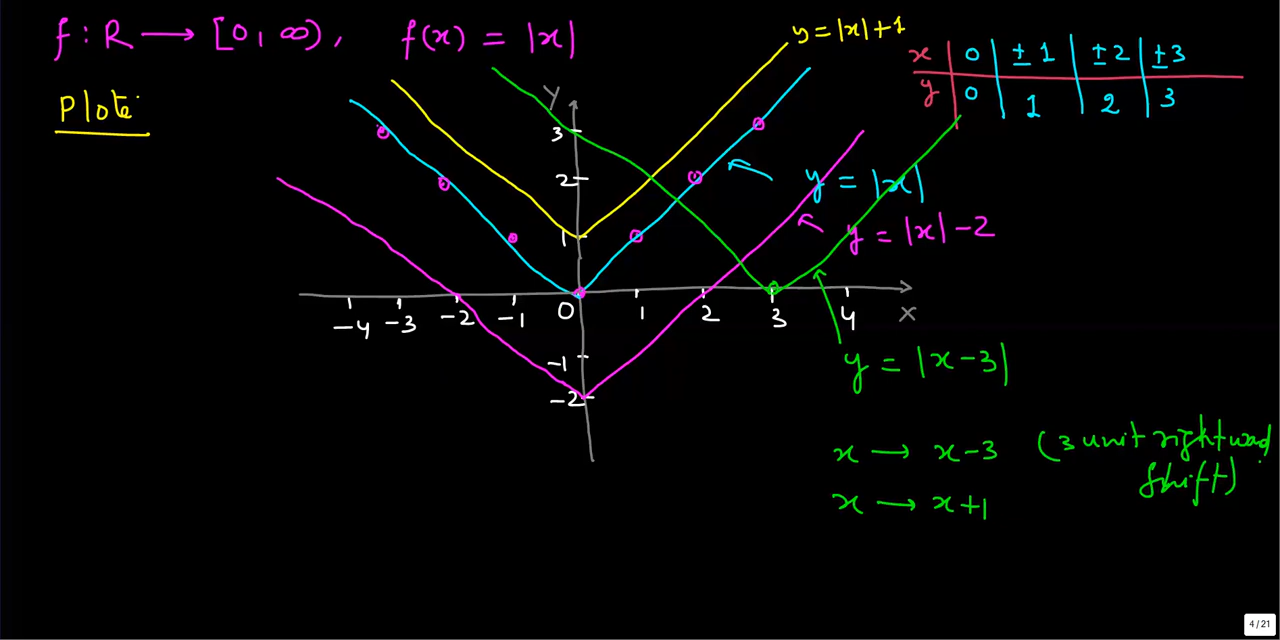 f : R → [0, ∞), f(x) = |x|
Plote:
y = |x| + 1
x 0 ±1 ±2 ±3
y 0 1 2 3
Y
3
2
1
y = |x|
y = |x| − 2
−4 −3 −2 −1 0 1 2 3 4 X
−1
−2
y = |x−3|
x → x−3 (3 unit rightward shift)
x → x+1
4 / 21